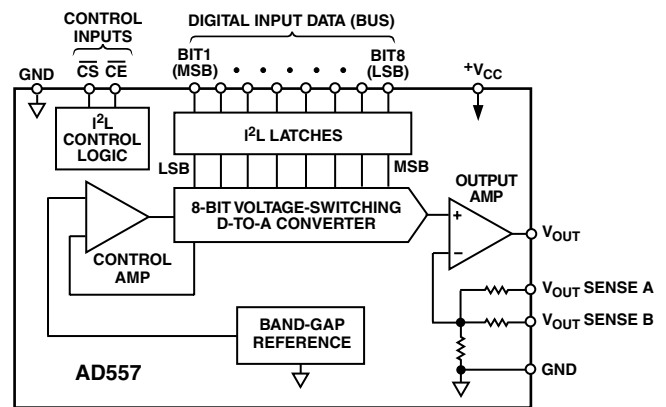 CONTROL
INPUTS
DIGITAL INPUT DATA (BUS)
GND
CS CE
BIT1
(MSB)
BIT8
(LSB)
+VCC
I2L
CONTROL
LOGIC
I2L LATCHES
LSB
MSB
8-BIT VOLTAGE-SWITCHING
D-TO-A CONVERTER
OUTPUT
AMP
+
–
VOUT
CONTROL
AMP
VOUT SENSE A
VOUT SENSE B
BAND-GAP
REFERENCE
GND
AD557